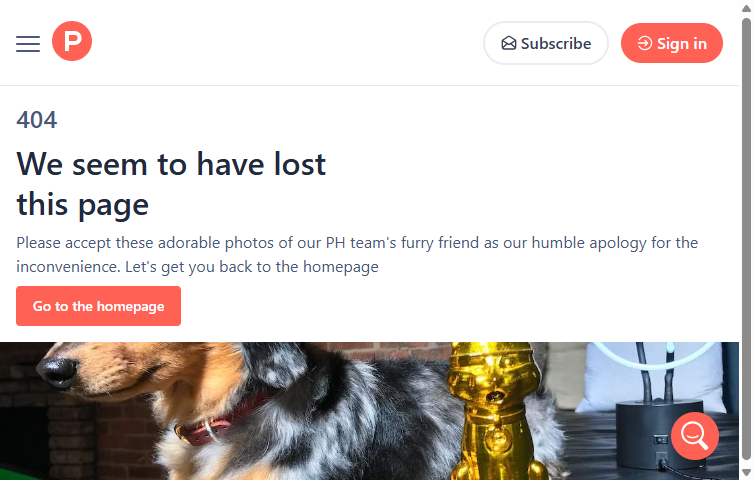 P
Subscribe
Sign in
404
We seem to have lost
this page
Please accept these adorable photos of our PH team's furry friend as our humble apology for the
inconvenience. Let's get you back to the homepage
Go to the homepage